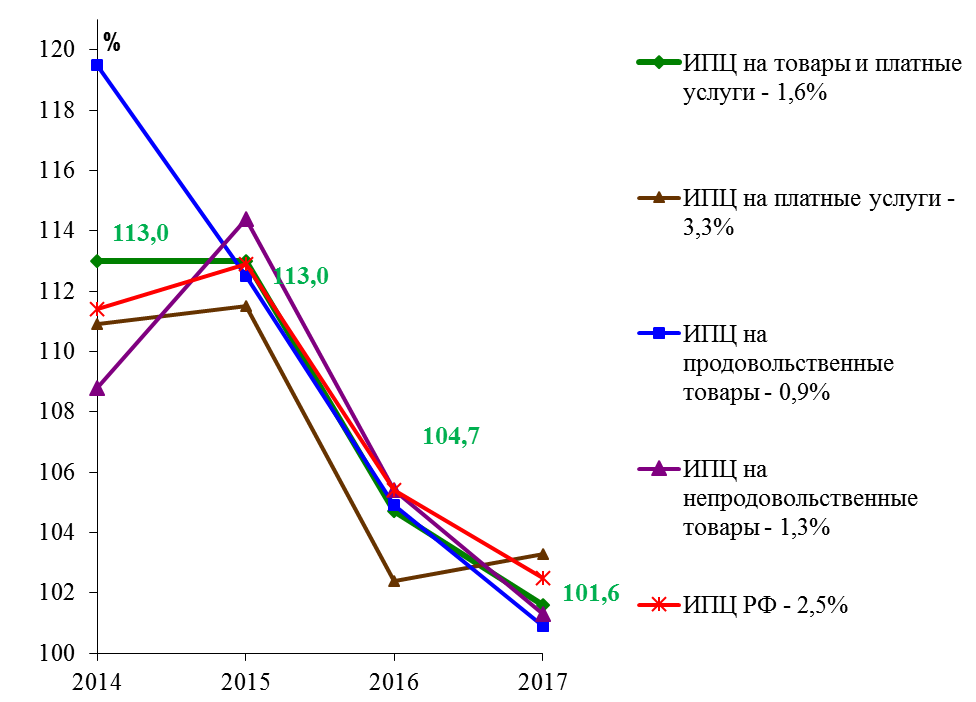 %
120
118
116
114
112
110
108
106
104
102
100
2014
2015
2016
2017
113,0
113,0
104,7
101,6
ИПЦ на товары и платные
услуги - 1,6%
ИПЦ на платные услуги -
3,3%
ИПЦ на
продовольственные
товары - 0,9%
ИПЦ на
непродовольственные
товары - 1,3%
ИПЦ РФ - 2,5%